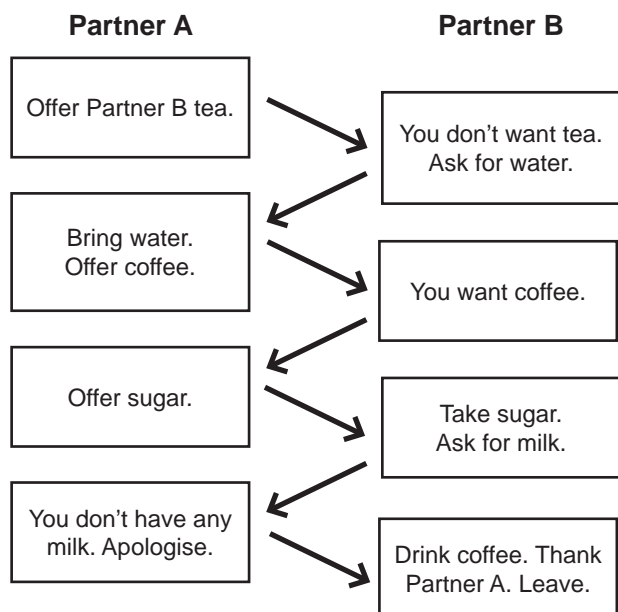 Partner A
Partner B
Offer Partner B tea.
You don't want tea.
Ask for water.
Bring water.
Offer coffee.
You want coffee.
Offer sugar.
Take sugar.
Ask for milk.
You don't have any
milk. Apologise.
Drink coffee. Thank
Partner A. Leave.